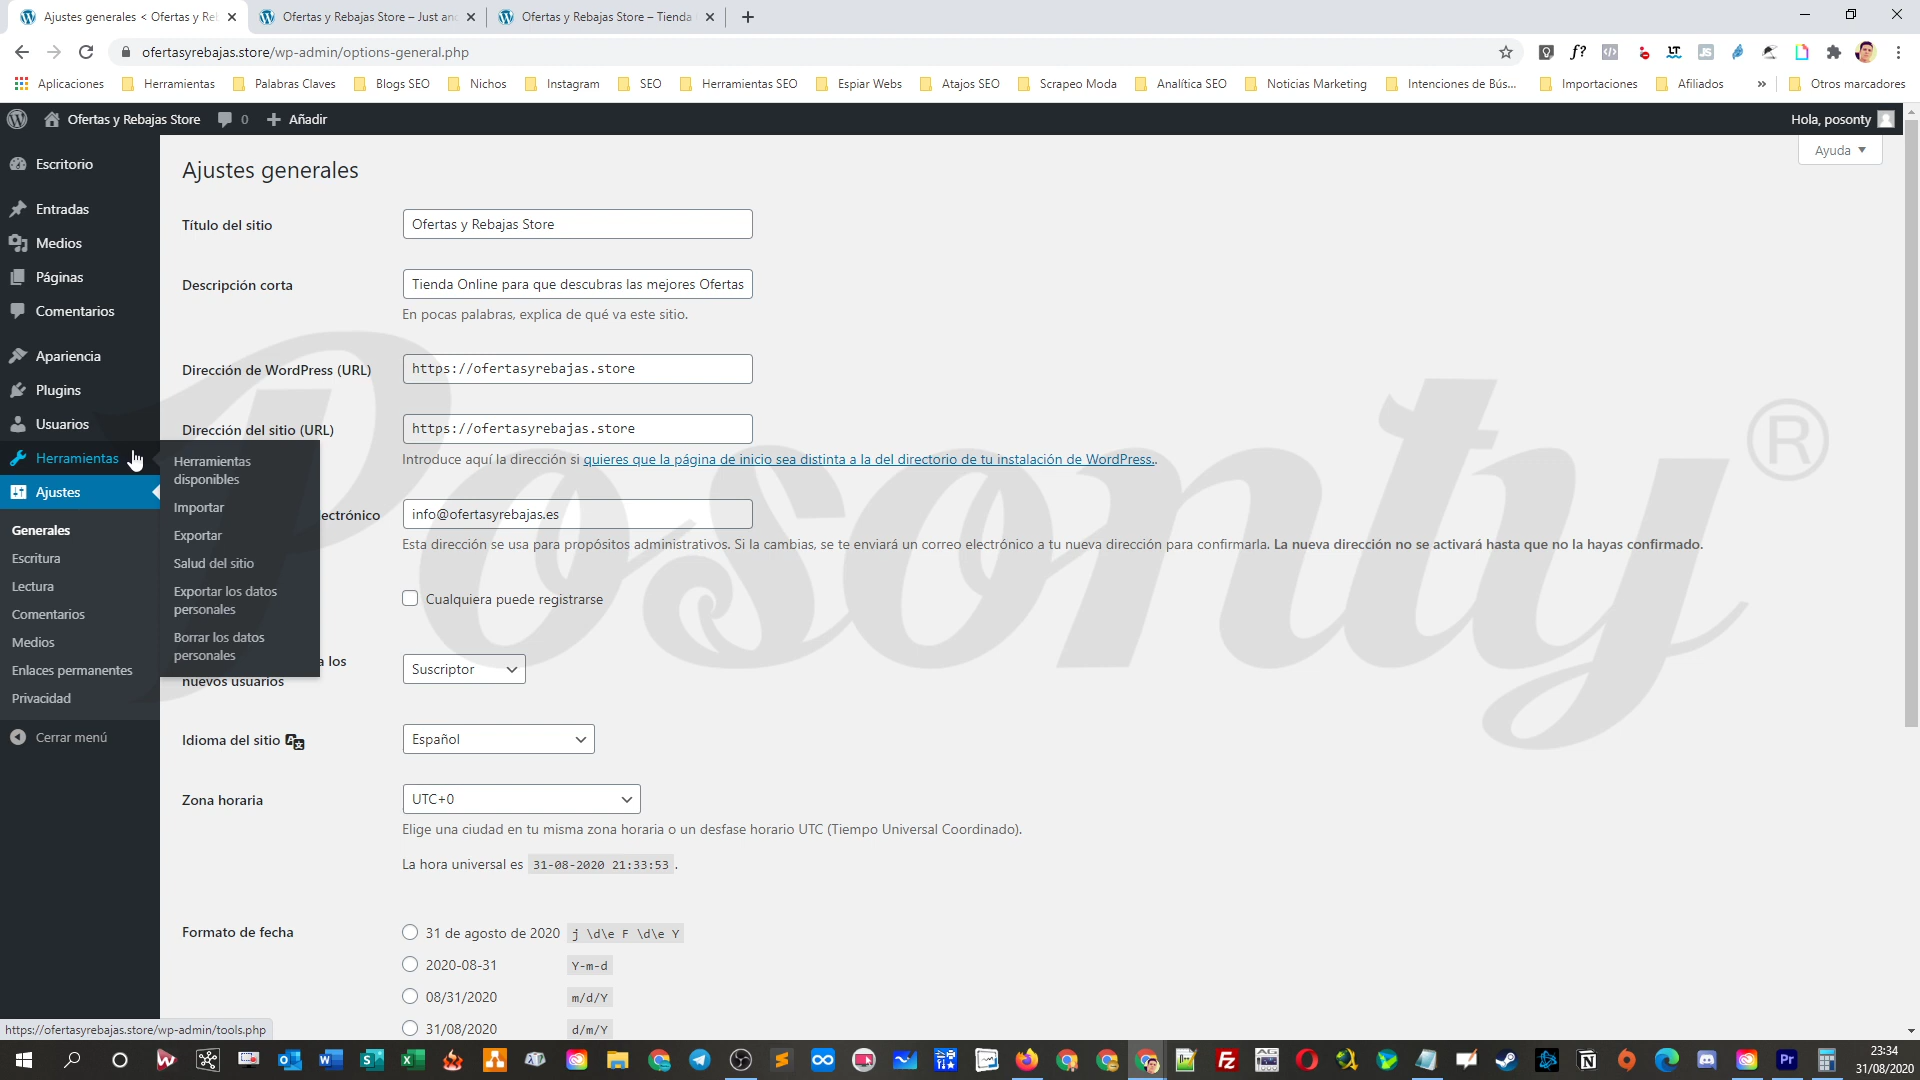 Ajustes generales < Ofertas y Re
Ofertas y Rebajas Store – Just an
Ofertas y Rebajas Store – Tienda
ofertasyrebajas.store/wp-admin/options-general.php
Aplicaciones
Herramientas
Palabras Claves
Blogs SEO
Nichos
Instagram
SEO
Herramientas SEO
Espiar Webs
Atajos SEO
Scrapeo Moda
Analítica SEO
Noticias Marketing
Intenciones de Bús...
Importaciones
Afiliados
»
Otros marcadores
Ofertas y Rebajas Store
0
Añadir
Hola, posonty
Ayuda
Escritorio
Entradas
Medios
Páginas
Comentarios
Apariencia
Plugins
Usuarios
Herramientas
Ajustes
Generales
Escritura
Lectura
Comentarios
Medios
Enlaces permanentes
Privacidad
Cerrar menú
Herramientas
disponibles
Importar
Exportar
Salud del sitio
Exportar los datos
personales
Borrar los datos
personales
Ajustes generales
Título del sitio
Ofertas y Rebajas Store
Descripción corta
Tienda Online para que descubras las mejores Ofertas
En pocas palabras, explica de qué va este sitio.
Dirección de WordPress (URL)
https://ofertasyrebajas.store
Dirección del sitio (URL)
https://ofertasyrebajas.store
Introduce aquí la dirección si quieres que la página de inicio sea distinta a la del directorio de tu instalación de WordPress..
ectrónico
info@ofertasyrebajas.es
Esta dirección se usa para propósitos administrativos. Si la cambias, se te enviará un correo electrónico a tu nueva dirección para confirmarla. La nueva dirección no se activará hasta que no la hayas confirmado.
Cualquiera puede registrarse
a los
nuevos usuarios
Suscriptor
Idioma del sitio
Español
Zona horaria
UTC+0
Elige una ciudad en tu misma zona horaria o un desfase horario UTC (Tiempo Universal Coordinado).
La hora universal es 31-08-2020 21:33:53 .
Formato de fecha
31 de agosto de 2020 j \d\e F \d\e Y
2020-08-31 Y-m-d
08/31/2020 m/d/Y
31/08/2020 d/m/Y
Posonty®
https://ofertasyrebajas.store/wp-admin/tools.php
23:34
31/08/2020